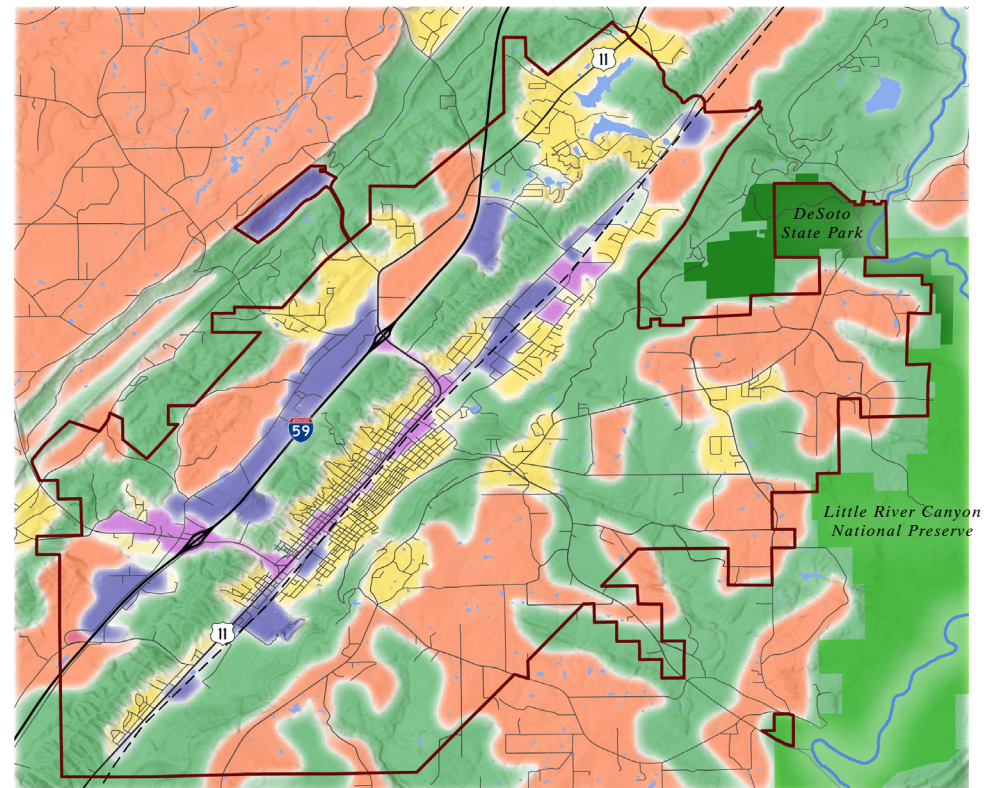 11
DeSoto
State Park
59
Little River Canyon
National Preserve
11